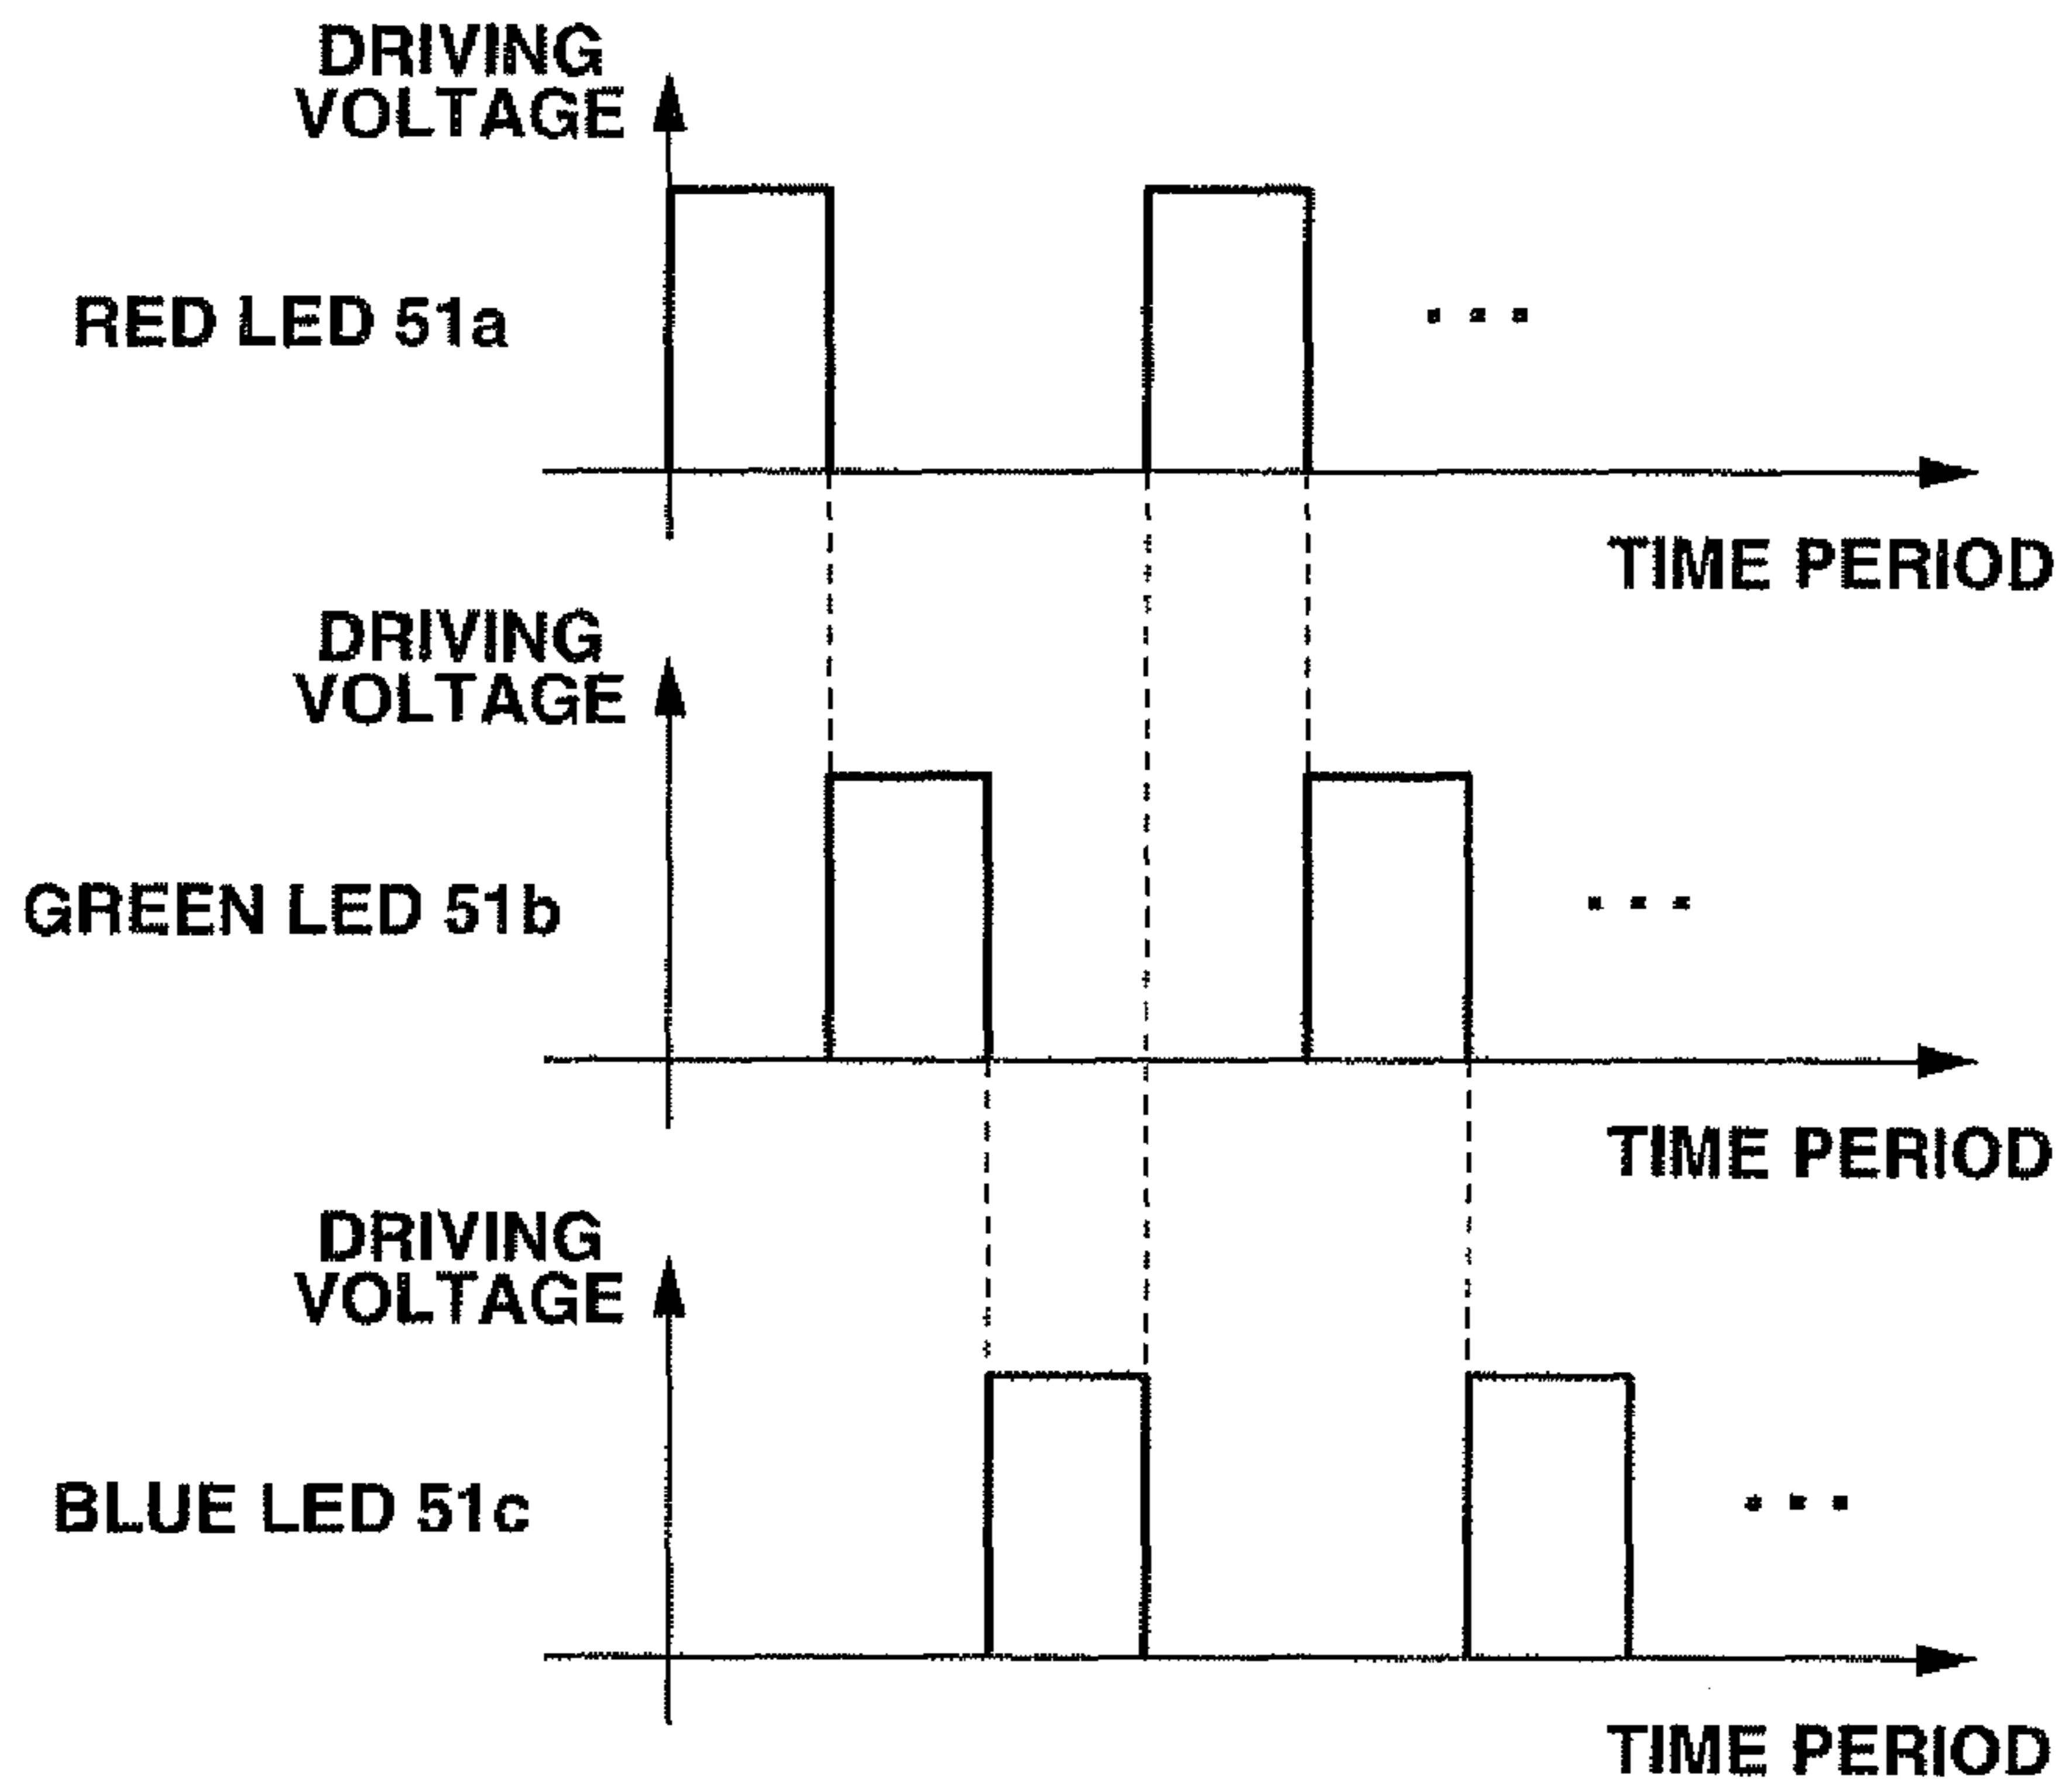 DRIVING
VOLTAGE
RED LED 51a
TIME PERIOD
DRIVING
VOLTAGE
GREEN LED 51b
TIME PERIOD
DRIVING
VOLTAGE
BLUE LED 51c
TIME PERIOD